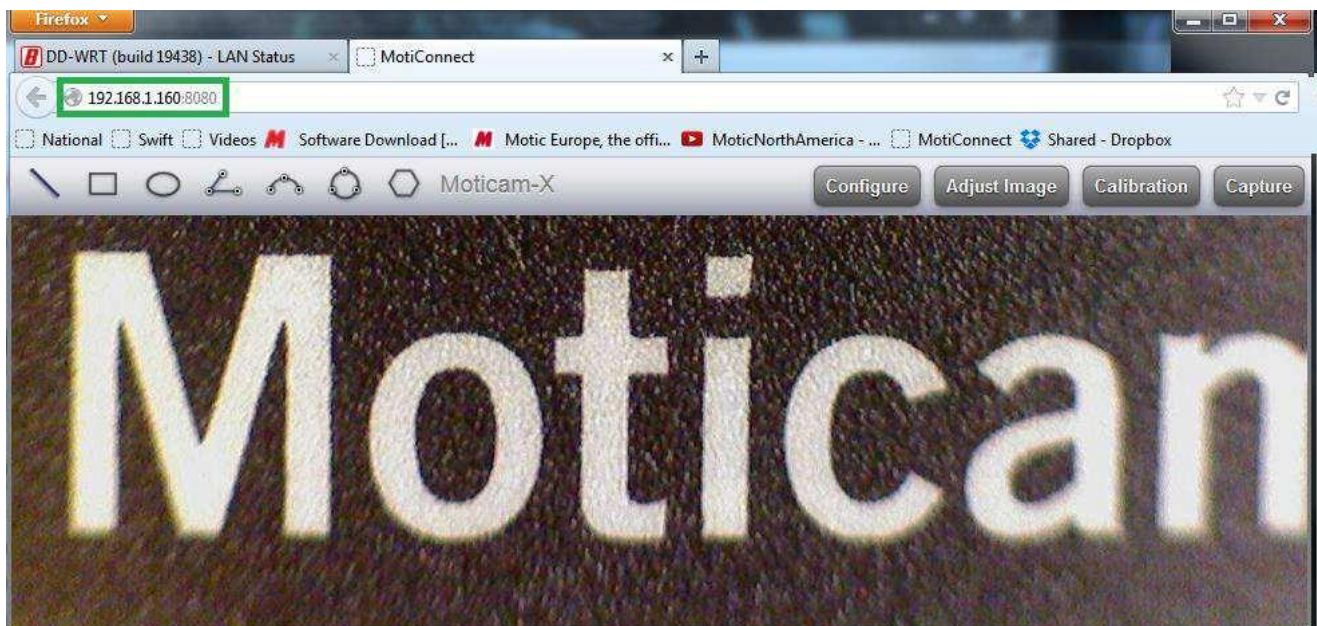 Firefox
DD-WRT (build 19438) - LAN Status
MotiConnect
192.168.1.160:8080
National Swift Videos Software Download [... Motic Europe, the offi... MoticNorthAmerica - ... MotiConnect Shared - Dropbox
Moticam-X Configure Adjust Image Calibration Capture
Motican